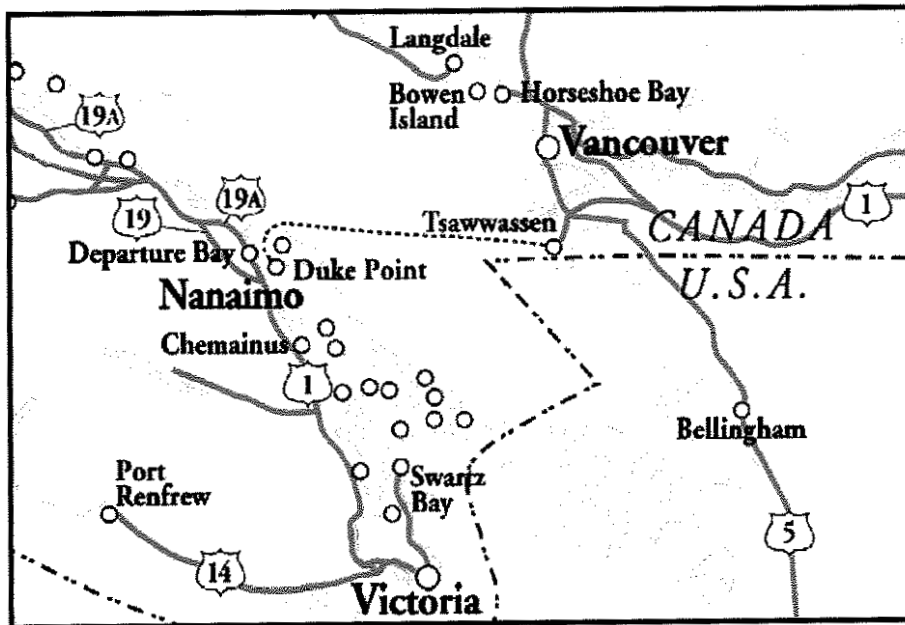 Langdale
Bowen
Island
Horseshoe Bay
19A
Vancouver
19A
1
19
Tsawwassen
CANADA
Departure Bay
Duke Point
U.S.A.
Nanaimo
Chemainus
1
Bellingham
Port
Renfrew
Swartz
Bay
5
14
Victoria